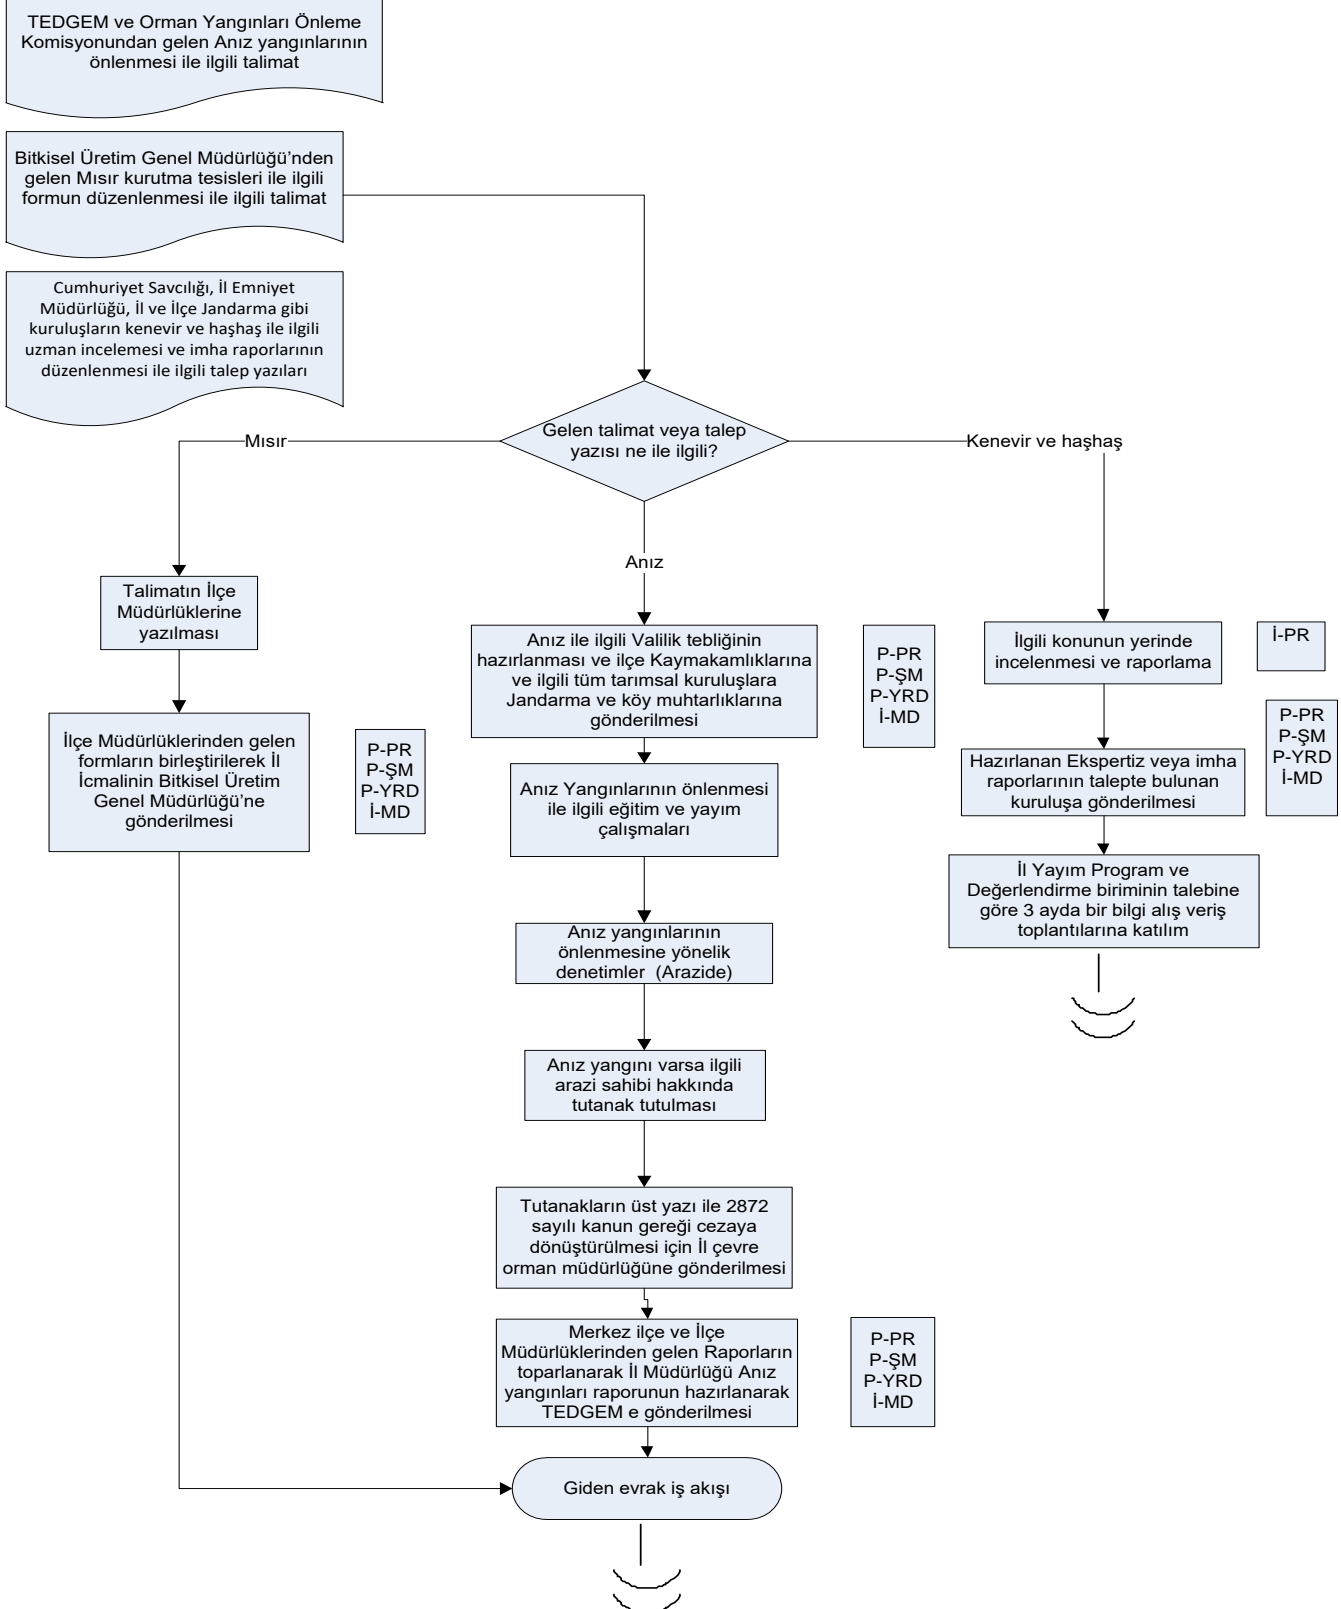 TEDGEM ve Orman Yangınları Önleme
Komisyonundan gelen Anız yangınlarının
önlenmesi ile ilgili talimat
Bitkisel Üretim Genel Müdürlüğü’nden
gelen Mısır kurutma tesisleri ile ilgili
formun düzenlenmesi ile ilgili talimat
Cumhuriyet Savcılığı, İl Emniyet
Müdürlüğü, İl ve İlçe Jandarma gibi
kuruluşların kenevir ve haşhaş ile ilgili
uzman incelemesi ve imha raporlarının
düzenlenmesi ile ilgili talep yazıları
Gelen talimat veya talep
yazısı ne ile ilgili?
Mısır
Kenevir ve haşhaş
Anız
Talimatın İlçe
Müdürlüklerine
yazılması
İlçe Müdürlüklerinden gelen
formların birleştirilerek İl
İcmalinin Bitkisel Üretim
Genel Müdürlüğü’ne
gönderilmesi
P-PR
P-ŞM
P-YRD
İ-MD
Anız ile ilgili Valilik tebliğinin
hazırlanması ve ilçe Kaymakamlıklarına
ve ilgili tüm tarımsal kuruluşlara
Jandarma ve köy muhtarlıklarına
gönderilmesi
P-PR
P-ŞM
P-YRD
İ-MD
Anız Yangınlarının önlenmesi
ile ilgili eğitim ve yayım
çalışmaları
Anız yangınlarının
önlenmesine yönelik
denetimler  (Arazide)
Anız yangını varsa ilgili
arazi sahibi hakkında
tutanak tutulması
Tutanakların üst yazı ile 2872
sayılı kanun gereği cezaya
dönüştürülmesi için İl çevre
orman müdürlüğüne gönderilmesi
Merkez ilçe ve İlçe
Müdürlüklerinden gelen Raporların
toparlanarak İl Müdürlüğü Anız
yangınları raporunun hazırlanarak
TEDGEM e gönderilmesi
P-PR
P-ŞM
P-YRD
İ-MD
İlgili konunun yerinde
incelenmesi ve raporlama
İ-PR
Hazırlanan Ekspertiz veya imha
raporlarının talepte bulunan
kuruluşa gönderilmesi
P-PR
P-ŞM
P-YRD
İ-MD
İl Yayım Program ve
Değerlendirme biriminin talebine
göre 3 ayda bir bilgi alış veriş
toplantılarına katılım
Giden evrak iş akışı